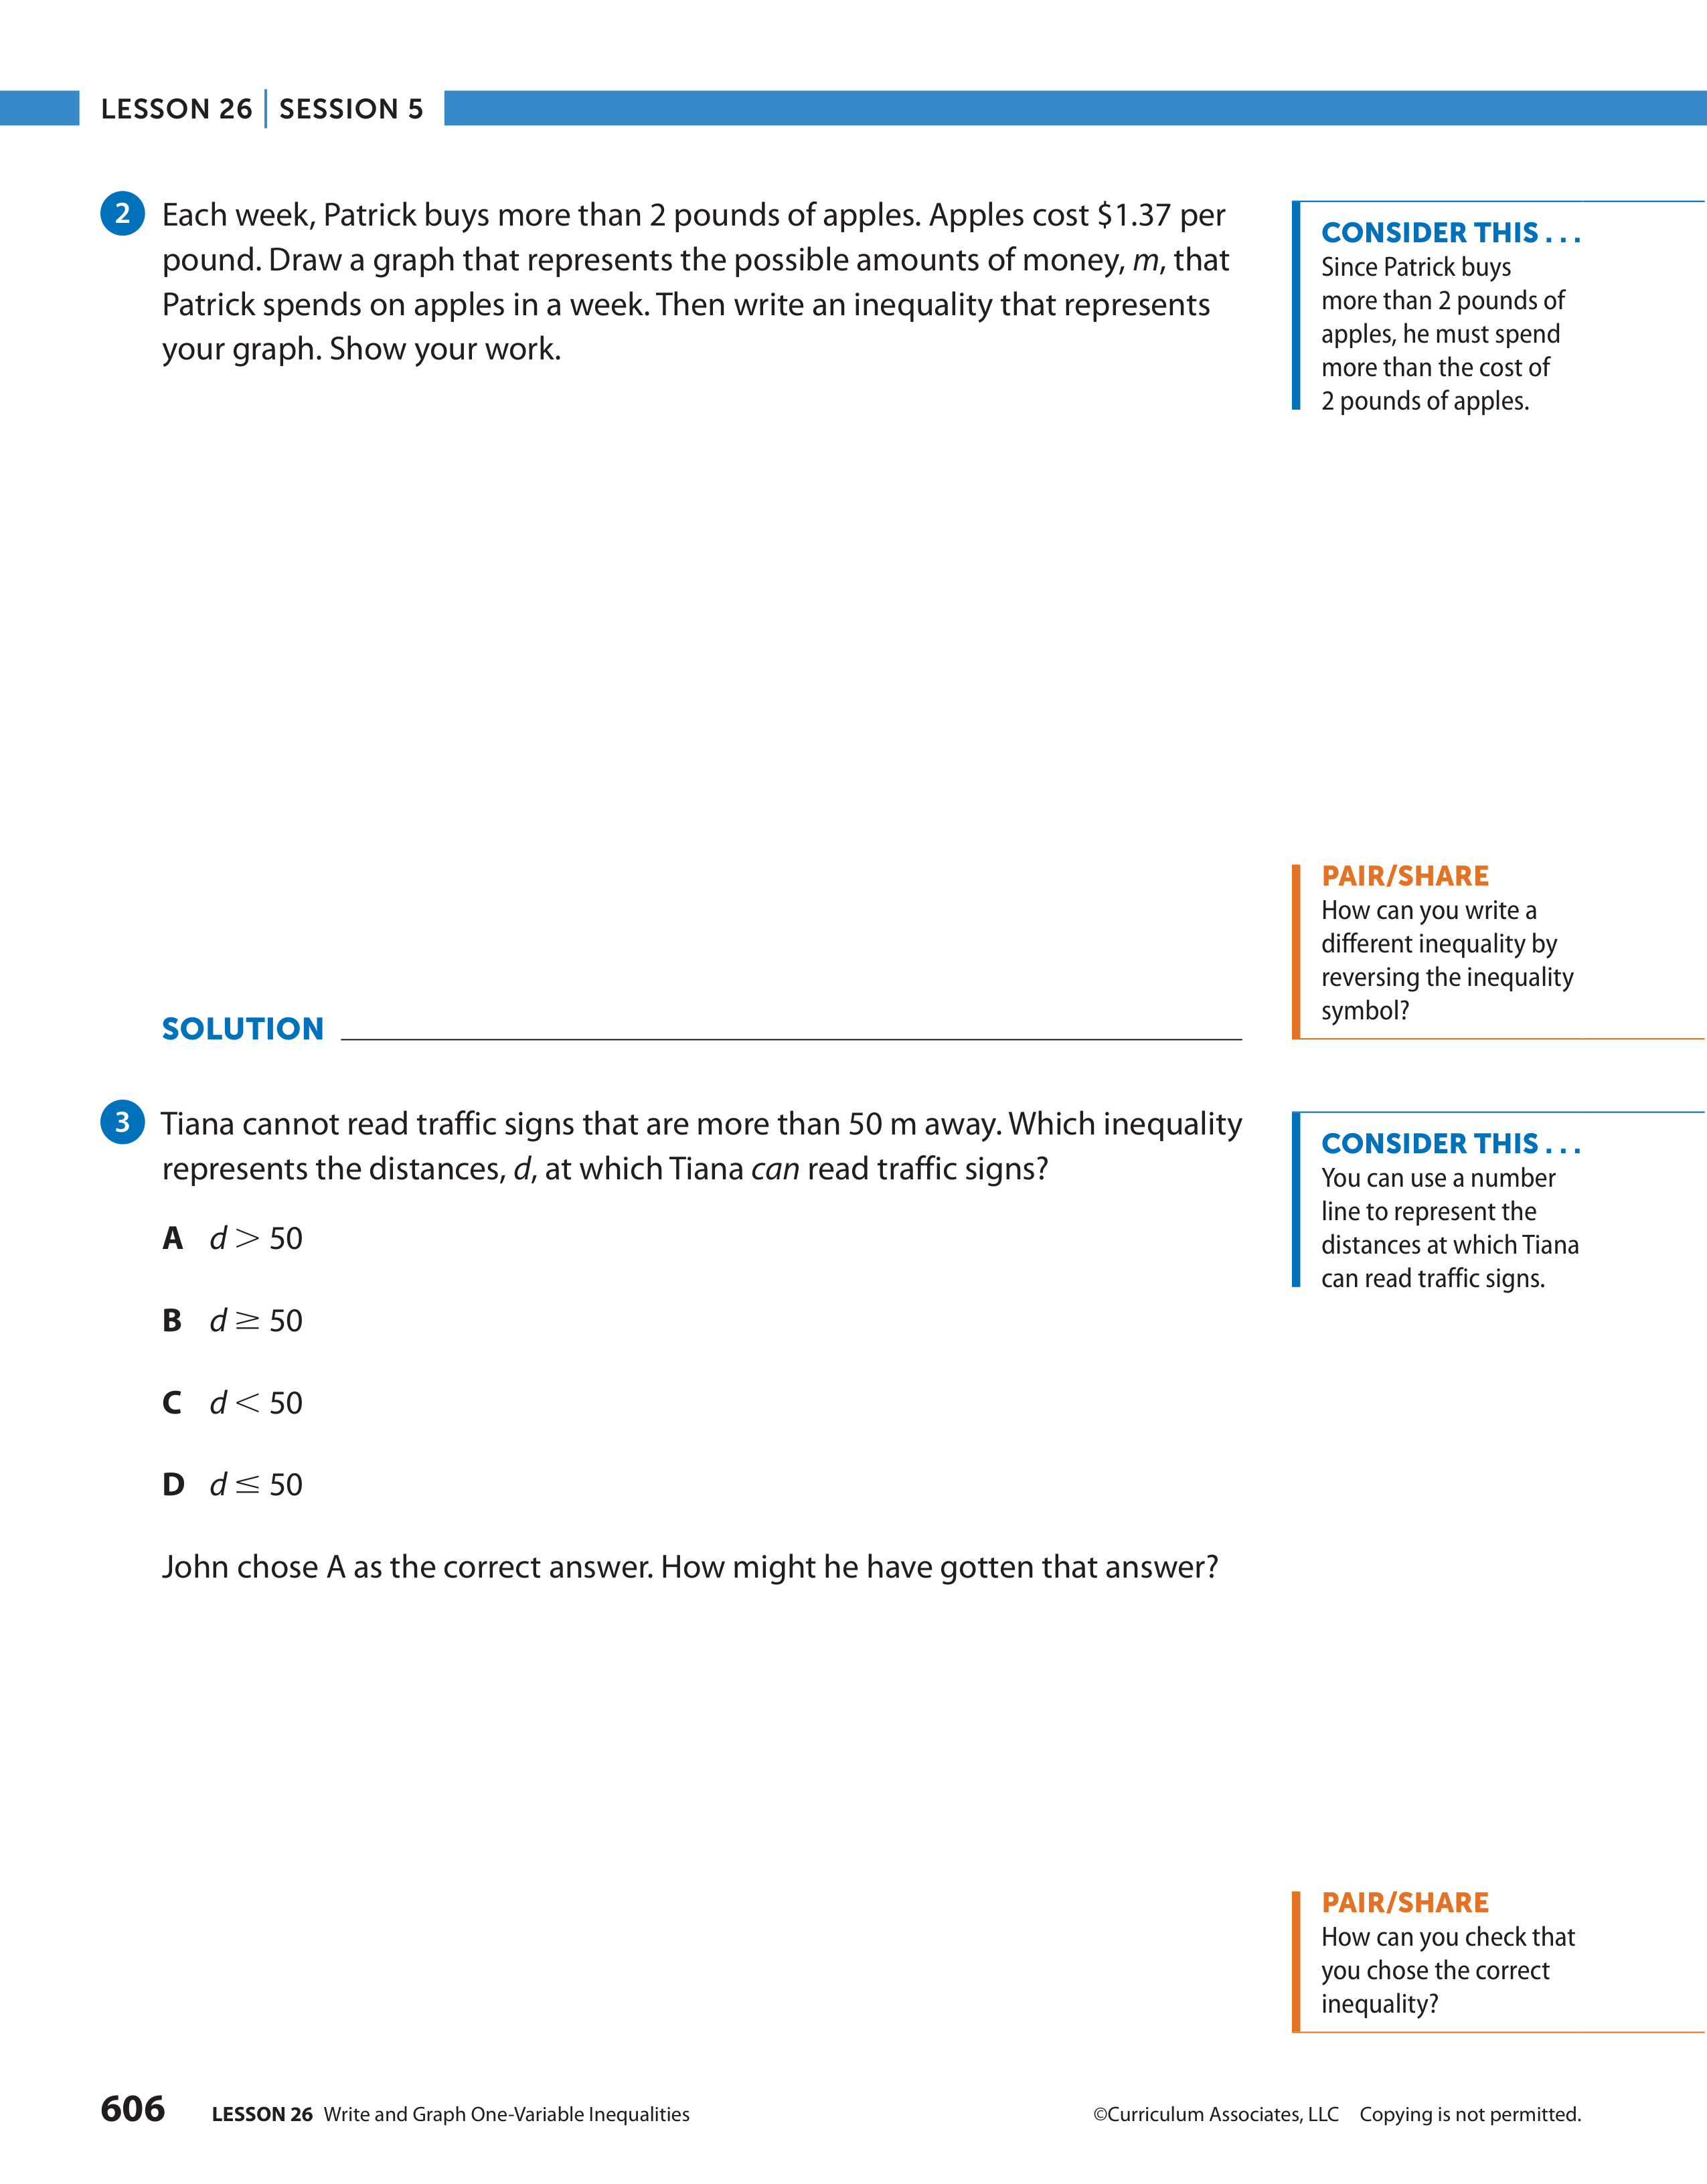 LESSON 26 | SESSION 5
2 Each week, Patrick buys more than 2 pounds of apples. Apples cost $1.37 per
pound. Draw a graph that represents the possible amounts of money, m, that
Patrick spends on apples in a week. Then write an inequality that represents
your graph. Show your work.
CONSIDER THIS . . .
Since Patrick buys
more than 2 pounds of
apples, he must spend
more than the cost of
2 pounds of apples.
PAIR/SHARE
How can you write a
different inequality by
reversing the inequality
symbol?
SOLUTION
3 Tiana cannot read traffic signs that are more than 50 m away. Which inequality
represents the distances, d, at which Tiana can read traffic signs?
A d > 50
B d ≥ 50
C d < 50
D d ≤ 50
John chose A as the correct answer. How might he have gotten that answer?
CONSIDER THIS . . .
You can use a number
line to represent the
distances at which Tiana
can read traffic signs.
PAIR/SHARE
How can you check that
you chose the correct
inequality?
606 LESSON 26 Write and Graph One-Variable Inequalities
©Curriculum Associates, LLC Copying is not permitted.